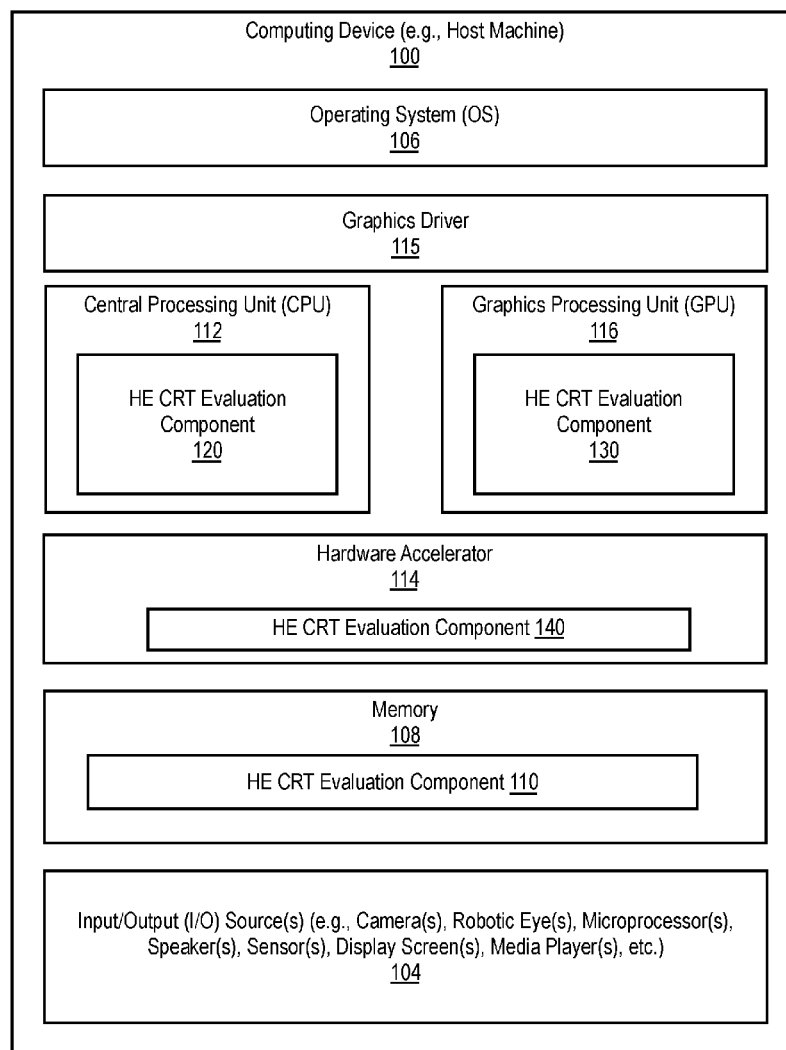 Computing Device (e.g., Host Machine)
100
Operating System (OS)
106
Graphics Driver
115
Central Processing Unit (CPU)
112
HE CRT Evaluation
Component
120
Graphics Processing Unit (GPU)
116
HE CRT Evaluation
Component
130
Hardware Accelerator
114
HE CRT Evaluation Component 140
Memory
108
HE CRT Evaluation Component 110
Input/Output (I/O) Source(s) (e.g., Camera(s), Robotic Eye(s), Microprocessor(s),
Speaker(s), Sensor(s), Display Screen(s), Media Player(s), etc.)
104